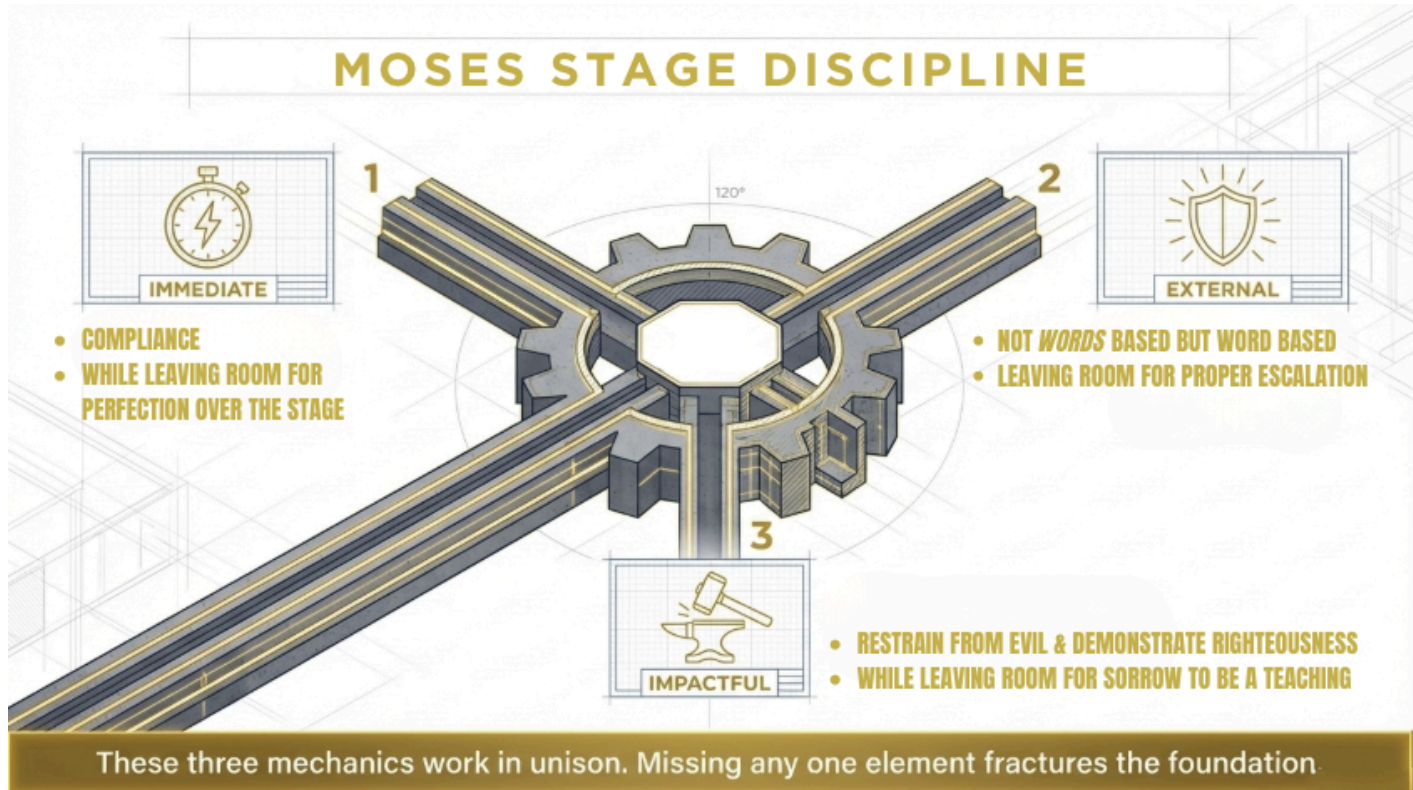 MOSES STAGE DISCIPLINE
1
IMMEDIATE
• COMPLIANCE
• WHILE LEAVING ROOM FOR
PERFECTION OVER THE STAGE
120°
2
EXTERNAL
• NOT WORDS BASED BUT WORD BASED
• LEAVING ROOM FOR PROPER ESCALATION
3
IMPACTFUL
• RESTRAIN FROM EVIL & DEMONSTRATE RIGHTEOUSNESS
• WHILE LEAVING ROOM FOR SORROW TO BE A TEACHING
These three mechanics work in unison. Missing any one element fractures the foundation.